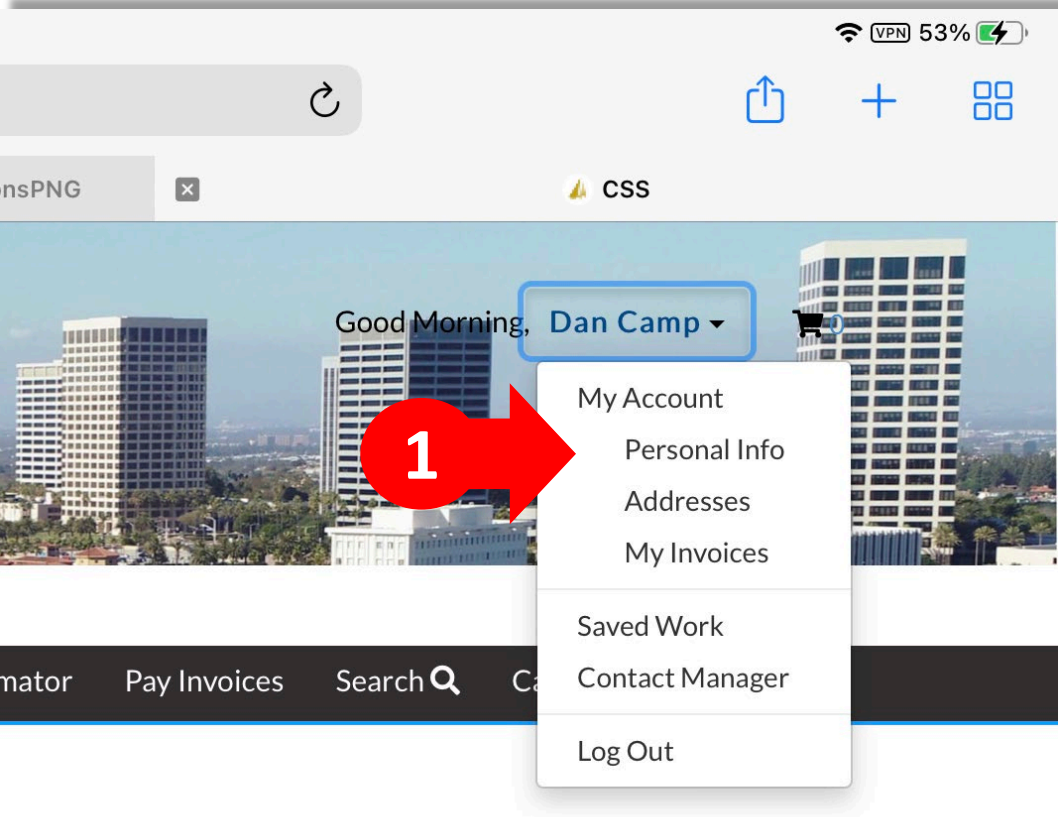 VPN 53%
onsPNG CSS
Good Morning, Dan Camp 0
My Account
1 Personal Info
Addresses
My Invoices
Saved Work
mator Pay Invoices Search Ca Contact Manager
Log Out